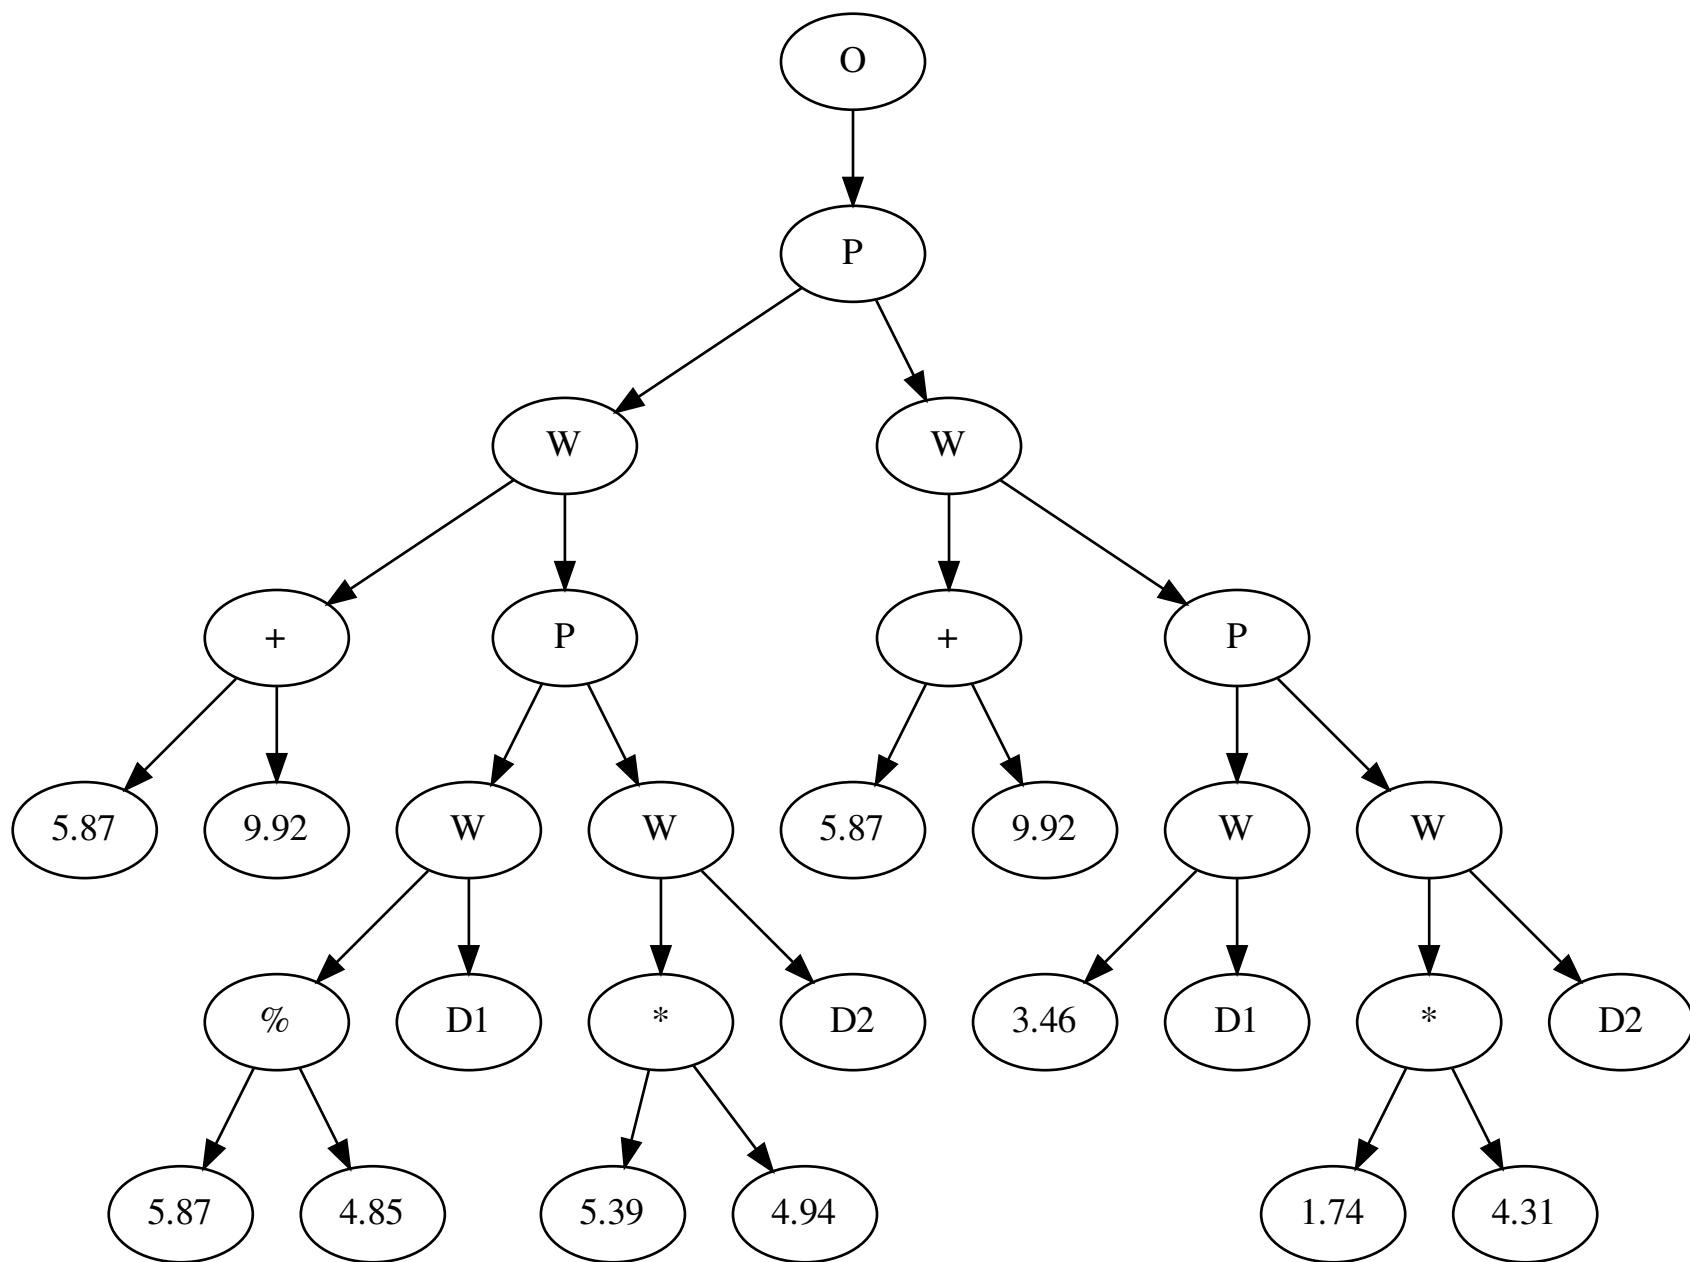 O
P
W W
+ P + P
5.87 9.92 W W 5.87 9.92 W W
% D1 * D2 3.46 D1 * D2
5.87 4.85 5.39 4.94 1.74 4.31